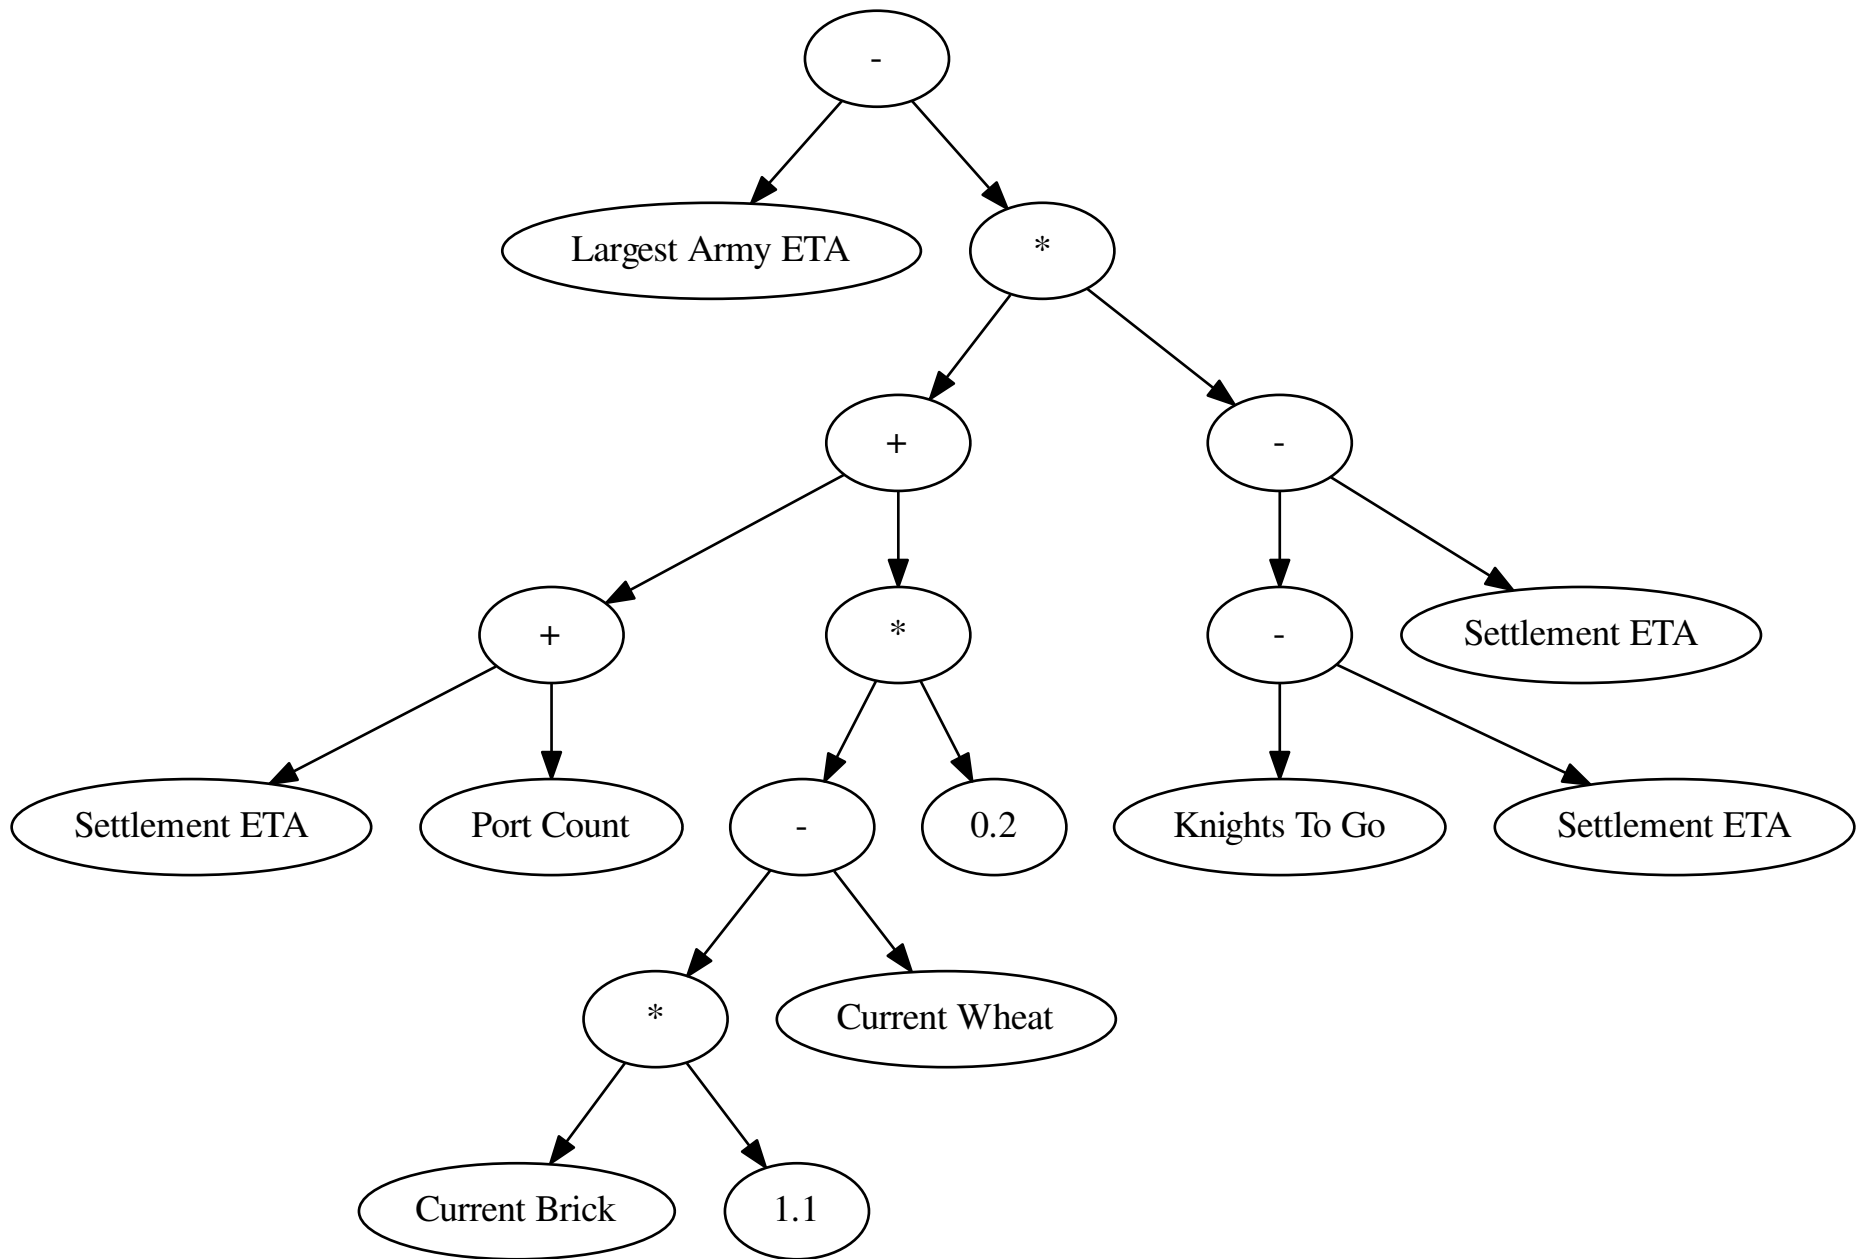 -
Largest Army ETA
*
+
-
+
*
-
Settlement ETA
Settlement ETA
Port Count
-
0.2
Knights To Go
Settlement ETA
*
Current Wheat
Current Brick
1.1